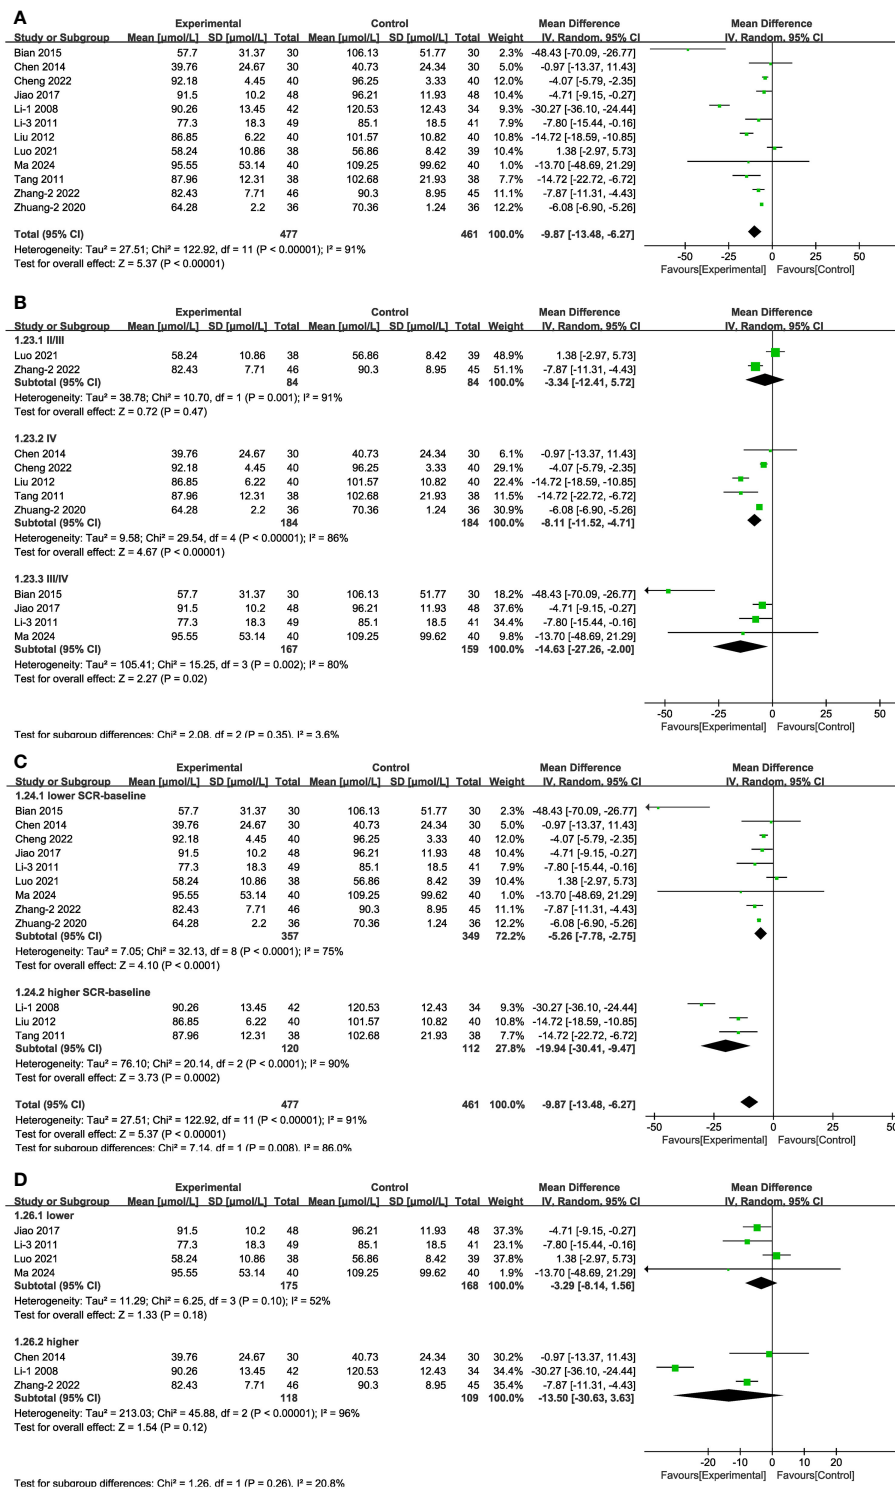 A
Experimental Control Mean Difference Mean Difference
Study or Subgroup Mean [µmol/L] SD [µmol/L] Total Mean [µmol/L] SD [µmol/L] Total Weight IV, Random, 95% CI IV, Random, 95% CI
Bian 2015 57.7 31.37 30 106.13 51.77 30 2.3% -48.43 [-70.09, -26.77]
Chen 2014 39.76 24.67 30 40.73 24.34 30 5.0% -0.97 [-13.37, 11.43]
Cheng 2022 92.18 4.45 40 96.25 3.33 40 12.0% -4.07 [-5.79, -2.35]
Jiao 2017 91.5 10.2 48 96.21 11.93 48 10.4% -4.71 [-9.15, -0.27]
Li-1 2008 90.26 13.45 42 120.53 12.43 34 9.3% -30.27 [-36.10, -24.44]
Li-3 2011 77.3 18.3 49 85.1 18.5 41 7.9% -7.80 [-15.44, -0.16]
Liu 2012 86.85 6.22 40 101.57 10.82 40 10.8% -14.72 [-18.59, -10.85]
Luo 2021 58.24 10.86 38 56.86 8.42 39 10.4% 1.38 [-2.97, 5.73]
Ma 2024 95.55 53.14 40 109.25 99.62 40 1.0% -13.70 [-48.69, 21.29]
Tang 2011 87.96 12.31 38 102.68 21.93 38 7.7% -14.72 [-22.72, -6.72]
Zhang-2 2022 82.43 7.71 46 90.3 8.95 45 11.1% -7.87 [-11.31, -4.43]
Zhuang-2 2020 64.28 2.2 36 70.36 1.24 36 12.2% -6.08 [-6.90, -5.26]
Total (95% CI) 477 461 100.0% -9.87 [-13.48, -6.27]
Heterogeneity: Tau² = 27.51; Chi² = 122.92, df = 11 (P < 0.00001); I² = 91%
Test for overall effect: Z = 5.37 (P < 0.00001)
-50 -25 0 25 50
Favours[Experimental] Favours[Control]
B
Experimental Control Mean Difference Mean Difference
Study or Subgroup Mean [µmol/L] SD [µmol/L] Total Mean [µmol/L] SD [µmol/L] Total Weight IV, Random, 95% CI IV, Random, 95% CI
1.23.1 II/III
Luo 2021 58.24 10.86 38 56.86 8.42 39 48.9% 1.38 [-2.97, 5.73]
Zhang-2 2022 82.43 7.71 46 90.3 8.95 45 51.1% -7.87 [-11.31, -4.43]
Subtotal (95% CI) 84 84 100.0% -3.34 [-12.41, 5.72]
Heterogeneity: Tau² = 38.78; Chi² = 10.70, df = 1 (P = 0.001); I² = 91%
Test for overall effect: Z = 0.72 (P = 0.47)
1.23.2 IV
Chen 2014 39.76 24.67 30 40.73 24.34 30 6.1% -0.97 [-13.37, 11.43]
Cheng 2022 92.18 4.45 40 96.25 3.33 40 29.1% -4.07 [-5.79, -2.35]
Liu 2012 86.85 6.22 40 101.57 10.82 40 22.4% -14.72 [-18.59, -10.85]
Tang 2011 87.96 12.31 38 102.68 21.93 38 11.5% -14.72 [-22.72, -6.72]
Zhuang-2 2020 64.28 2.2 36 70.36 1.24 36 30.9% -6.08 [-6.90, -5.26]
Subtotal (95% CI) 184 184 100.0% -8.11 [-11.52, -4.71]
Heterogeneity: Tau² = 9.58; Chi² = 29.54, df = 4 (P < 0.00001); I² = 86%
Test for overall effect: Z = 4.67 (P < 0.00001)
1.23.3 III/IV
Bian 2015 57.7 31.37 30 106.13 51.77 30 18.2% -48.43 [-70.09, -26.77]
Jiao 2017 91.5 10.2 48 96.21 11.93 48 37.6% -4.71 [-9.15, -0.27]
Li-3 2011 77.3 18.3 49 85.1 18.5 41 34.4% -7.80 [-15.44, -0.16]
Ma 2024 95.55 53.14 40 109.25 99.62 40 9.8% -13.70 [-48.69, 21.29]
Subtotal (95% CI) 167 159 100.0% -14.63 [-27.26, -2.00]
Heterogeneity: Tau² = 105.41; Chi² = 15.25, df = 3 (P = 0.002); I² = 80%
Test for overall effect: Z = 2.27 (P = 0.02)
-50 -25 0 25 50
Favours[Experimental] Favours[Control]
Test for subgroup differences: Chi² = 2.08, df = 2 (P = 0.35), I² = 3.6%
C
Experimental Control Mean Difference Mean Difference
Study or Subgroup Mean [µmol/L] SD [µmol/L] Total Mean [µmol/L] SD [µmol/L] Total Weight IV, Random, 95% CI IV, Random, 95% CI
1.24.1 lower SCR-baseline
Bian 2015 57.7 31.37 30 106.13 51.77 30 2.3% -48.43 [-70.09, -26.77]
Chen 2014 39.76 24.67 30 40.73 24.34 30 5.0% -0.97 [-13.37, 11.43]
Cheng 2022 92.18 4.45 40 96.25 3.33 40 12.0% -4.07 [-5.79, -2.35]
Jiao 2017 91.5 10.2 48 96.21 11.93 48 10.4% -4.71 [-9.15, -0.27]
Li-3 2011 77.3 18.3 49 85.1 18.5 41 7.9% -7.80 [-15.44, -0.16]
Luo 2021 58.24 10.86 38 56.86 8.42 39 10.4% 1.38 [-2.97, 5.73]
Ma 2024 95.55 53.14 40 109.25 99.62 40 1.0% -13.70 [-48.69, 21.29]
Zhang-2 2022 82.43 7.71 46 90.3 8.95 45 11.1% -7.87 [-11.31, -4.43]
Zhuang-2 2020 64.28 2.2 36 70.36 1.24 36 12.2% -6.08 [-6.90, -5.26]
Subtotal (95% CI) 357 349 72.2% -5.26 [-7.78, -2.75]
Heterogeneity: Tau² = 7.05; Chi² = 32.13, df = 8 (P < 0.0001); I² = 75%
Test for overall effect: Z = 4.10 (P < 0.0001)
1.24.2 higher SCR-baseline
Li-1 2008 90.26 13.45 42 120.53 12.43 34 9.3% -30.27 [-36.10, -24.44]
Liu 2012 86.85 6.22 40 101.57 10.82 40 10.8% -14.72 [-18.59, -10.85]
Tang 2011 87.96 12.31 38 102.68 21.93 38 7.7% -14.72 [-22.72, -6.72]
Subtotal (95% CI) 120 112 27.8% -19.94 [-30.41, -9.47]
Heterogeneity: Tau² = 76.10; Chi² = 20.14, df = 2 (P < 0.0001); I² = 90%
Test for overall effect: Z = 3.73 (P = 0.0002)
Total (95% CI) 477 461 100.0% -9.87 [-13.48, -6.27]
Heterogeneity: Tau² = 27.51; Chi² = 122.92, df = 11 (P < 0.00001); I² = 91%
Test for overall effect: Z = 5.37 (P < 0.00001)
Test for subgroup differences: Chi² = 7.14, df = 1 (P = 0.008), I² = 86.0%
-50 -25 0 25 50
Favours[Experimental] Favours[Control]
D
Experimental Control Mean Difference Mean Difference
Study or Subgroup Mean [µmol/L] SD [µmol/L] Total Mean [µmol/L] SD [µmol/L] Total Weight IV, Random, 95% CI IV, Random, 95% CI
1.26.1 lower
Jiao 2017 91.5 10.2 48 96.21 11.93 48 37.3% -4.71 [-9.15, -0.27]
Li-3 2011 77.3 18.3 49 85.1 18.5 41 23.1% -7.80 [-15.44, -0.16]
Luo 2021 58.24 10.86 38 56.86 8.42 39 37.8% 1.38 [-2.97, 5.73]
Ma 2024 95.55 53.14 40 109.25 99.62 40 1.9% -13.70 [-48.69, 21.29]
Subtotal (95% CI) 175 168 100.0% -3.29 [-8.14, 1.56]
Heterogeneity: Tau² = 11.29; Chi² = 6.25, df = 3 (P = 0.10); I² = 52%
Test for overall effect: Z = 1.33 (P = 0.18)
1.26.2 higher
Chen 2014 39.76 24.67 30 40.73 24.34 30 30.2% -0.97 [-13.37, 11.43]
Li-1 2008 90.26 13.45 42 120.53 12.43 34 34.4% -30.27 [-36.10, -24.44]
Zhang-2 2022 82.43 7.71 46 90.3 8.95 45 35.4% -7.87 [-11.31, -4.43]
Subtotal (95% CI) 118 109 100.0% -13.50 [-30.63, 3.63]
Heterogeneity: Tau² = 213.03; Chi² = 45.88, df = 2 (P < 0.00001); I² = 96%
Test for overall effect: Z = 1.54 (P = 0.12)
-20 -10 0 10 20
Favours[Experimental] Favours[Control]
Test for subgroup differences: Chi² = 1.26, df = 1 (P = 0.26), I² = 20.8%